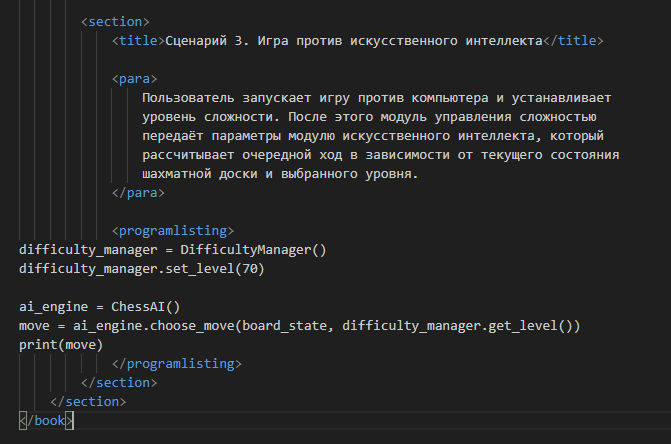 <section>
<title>Сценарий 3. Игра против искусственного интеллекта</title>
<para>
Пользователь запускает игру против компьютера и устанавливает
уровень сложности. После этого модуль управления сложностью
передаёт параметры модулю искусственного интеллекта, который
рассчитывает очередной ход в зависимости от текущего состояния
шахматной доски и выбранного уровня.
</para>
<programlisting>
difficulty_manager = DifficultyManager()
difficulty_manager.set_level(70)
ai_engine = ChessAI()
move = ai_engine.choose_move(board_state, difficulty_manager.get_level())
print(move)
</programlisting>
</section>
</section>
</book>